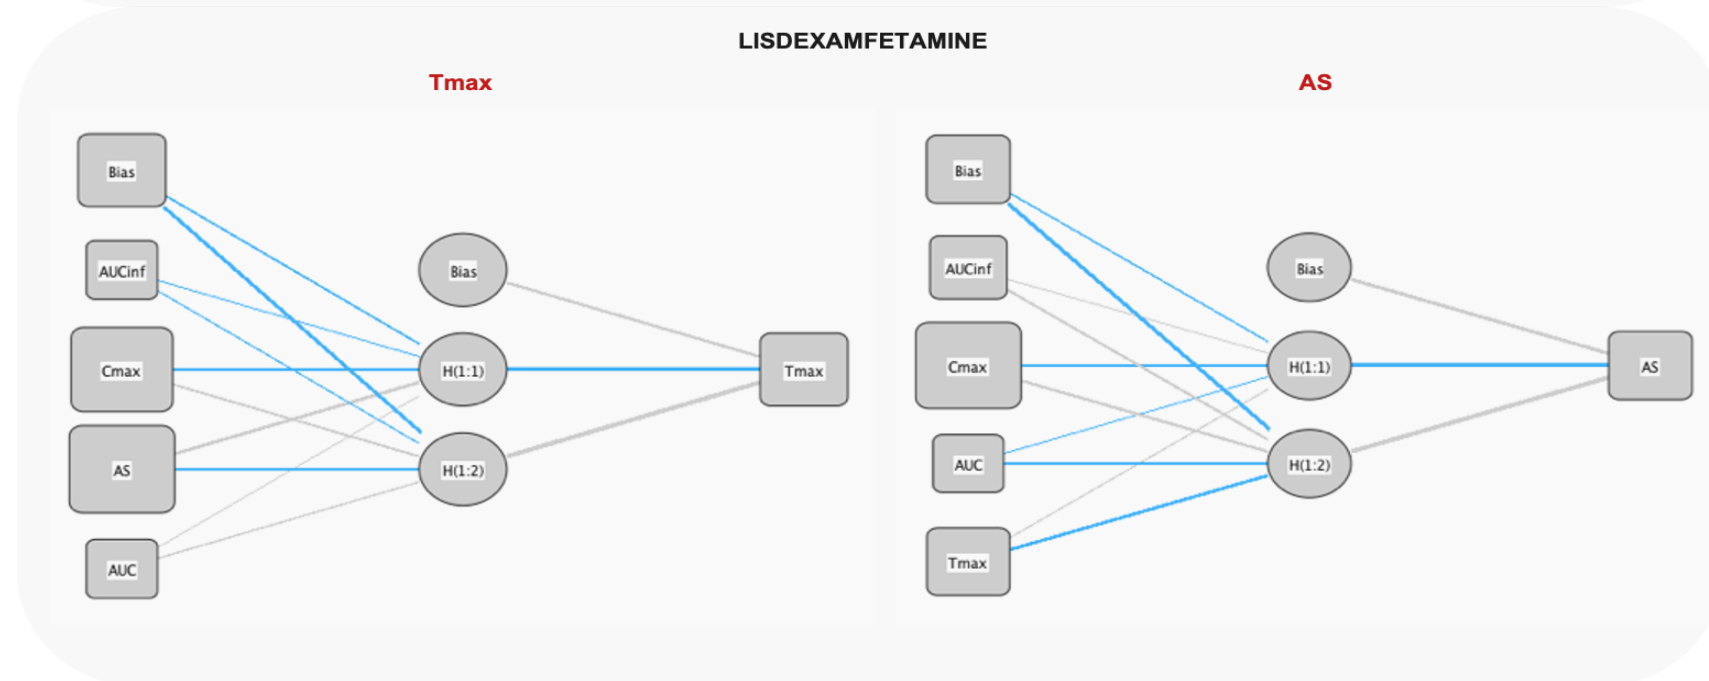 LISDEXAMFETAMINE
Tmax
Bias
AUCinf
Cmax
AS
AUC
Bias
H(1:1)
H(1:2)
Tmax
AS
Bias
AUCinf
Cmax
AUC
Tmax
Bias
H(1:1)
H(1:2)
AS